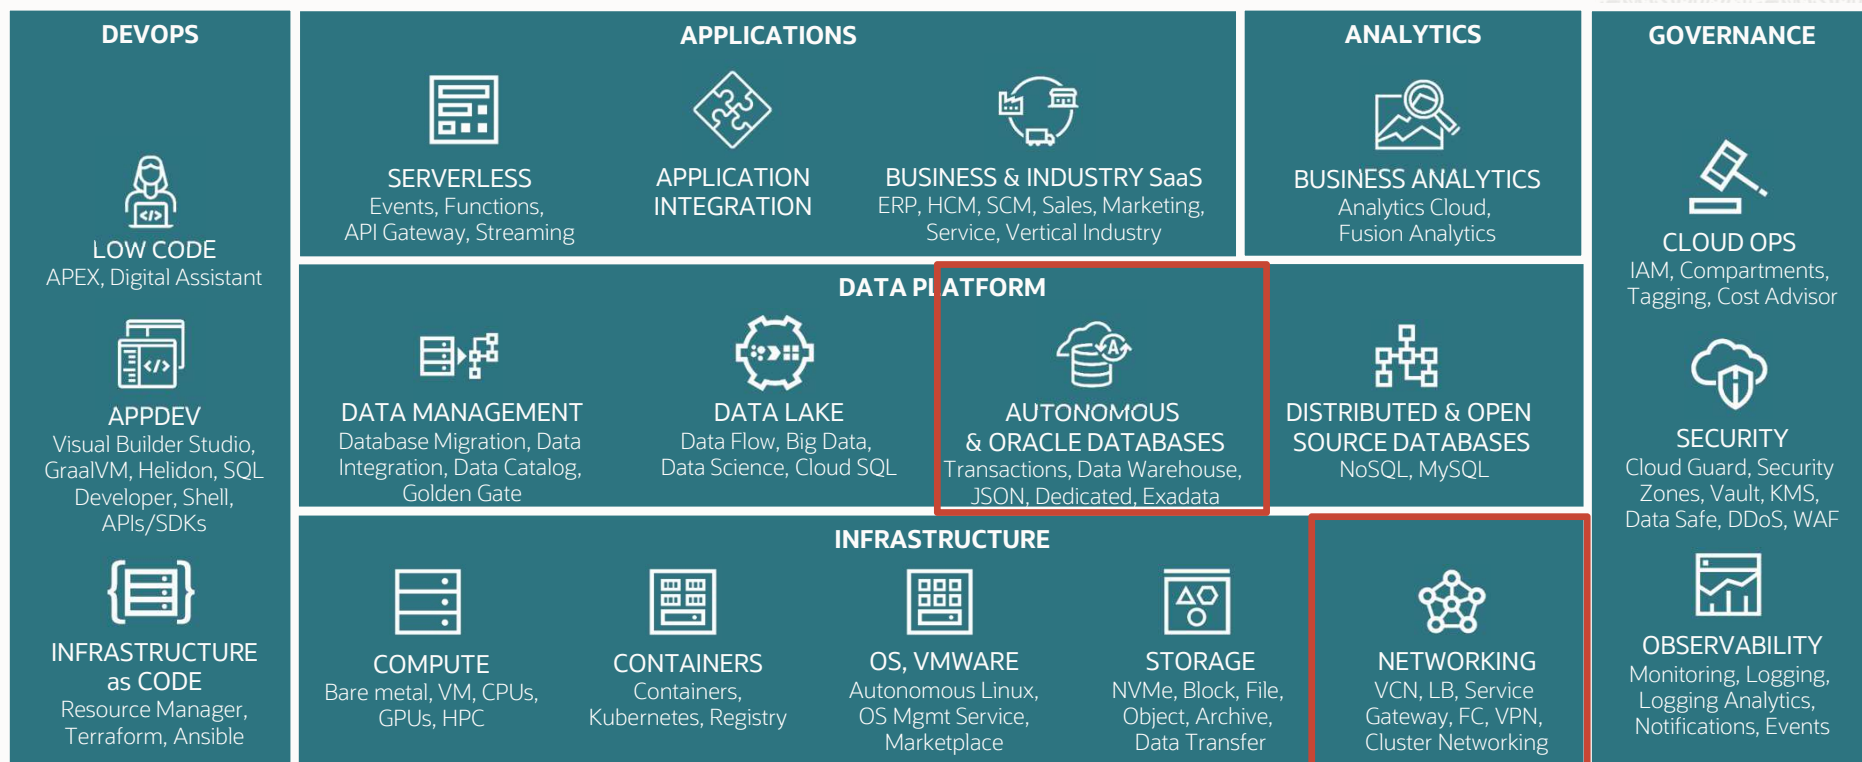 DEVOPS
LOW CODE
APEX, Digital Assistant
</>
APPDEV
Visual Builder Studio,
GraalVM, Helidon, SQL
Developer, Shell,
APIs/SDKs
</>
INFRASTRUCTURE
as CODE
Resource Manager,
Terraform, Ansible
APPLICATIONS
SERVERLESS
Events, Functions,
API Gateway, Streaming
APPLICATION
INTEGRATION
BUSINESS & INDUSTRY SaaS
ERP, HCM, SCM, Sales, Marketing,
Service, Vertical Industry
ANALYTICS
BUSINESS ANALYTICS
Analytics Cloud,
Fusion Analytics
DATA PLATFORM
DATA MANAGEMENT
Database Migration, Data
Integration, Data Catalog,
Golden Gate
DATA LAKE
Data Flow, Big Data,
Data Science, Cloud SQL
A
AUTONOMOUS
& ORACLE DATABASES
Transactions, Data Warehouse,
JSON, Dedicated, Exadata
DISTRIBUTED & OPEN
SOURCE DATABASES
NoSQL, MySQL
INFRASTRUCTURE
COMPUTE
Bare metal, VM, CPUs,
GPUs, HPC
CONTAINERS
Containers,
Kubernetes, Registry
OS, VMWARE
Autonomous Linux,
OS Mgmt Service,
Marketplace
STORAGE
NVMe, Block, File,
Object, Archive,
Data Transfer
NETWORKING
VCN, LB, Service
Gateway, FC, VPN,
Cluster Networking
GOVERNANCE
CLOUD OPS
IAM, Compartments,
Tagging, Cost Advisor
SECURITY
Cloud Guard, Security
Zones, Vault, KMS,
Data Safe, DDoS, WAF
OBSERVABILITY
Monitoring, Logging,
Logging Analytics,
Notifications, Events